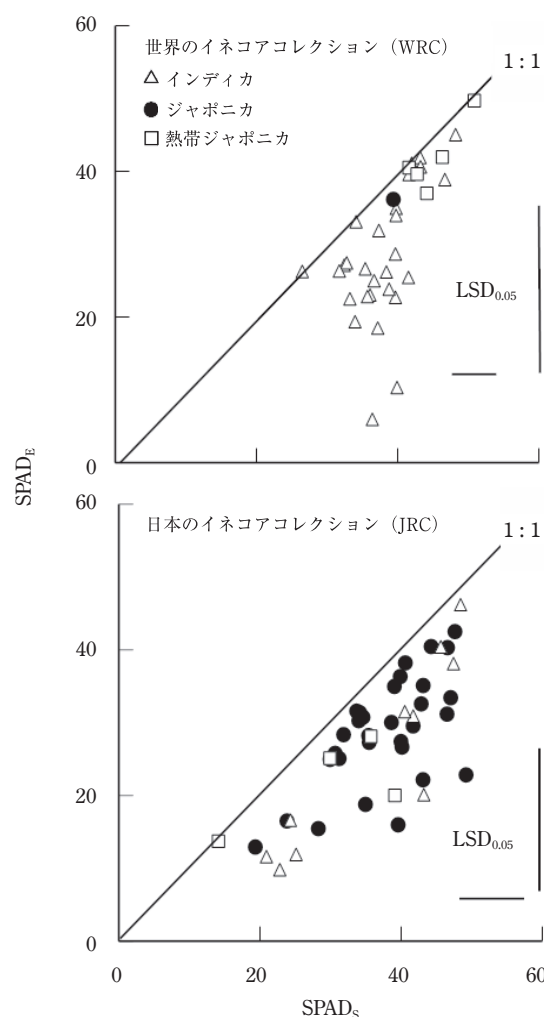 60
世界のイネコアコレクション（WRC）
1:1
△ インディカ
● ジャポニカ
□ 熱帯ジャポニカ
40
LSD0.05
20
0
SPADE
60
日本のイネコアコレクション（JRC）
1:1
40
20
LSD0.05
0
0 20 40 60
SPADS